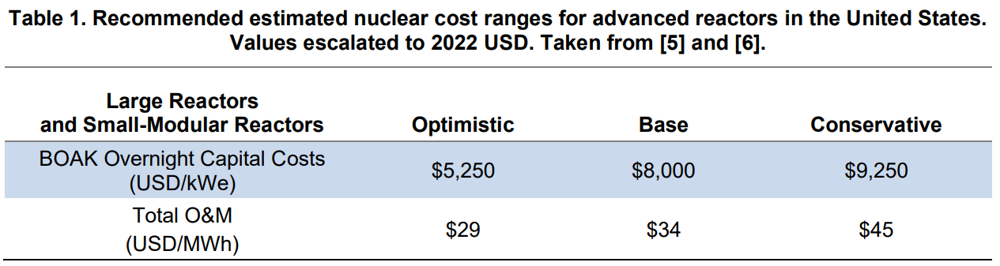 Table 1. Recommended estimated nuclear cost ranges for advanced reactors in the United States.
Values escalated to 2022 USD. Taken from [5] and [6].
Large Reactors
and Small-Modular Reactors Optimistic Base Conservative
BOAK Overnight Capital Costs
(USD/kWe) $5,250 $8,000 $9,250
Total O&M
(USD/MWh) $29 $34 $45